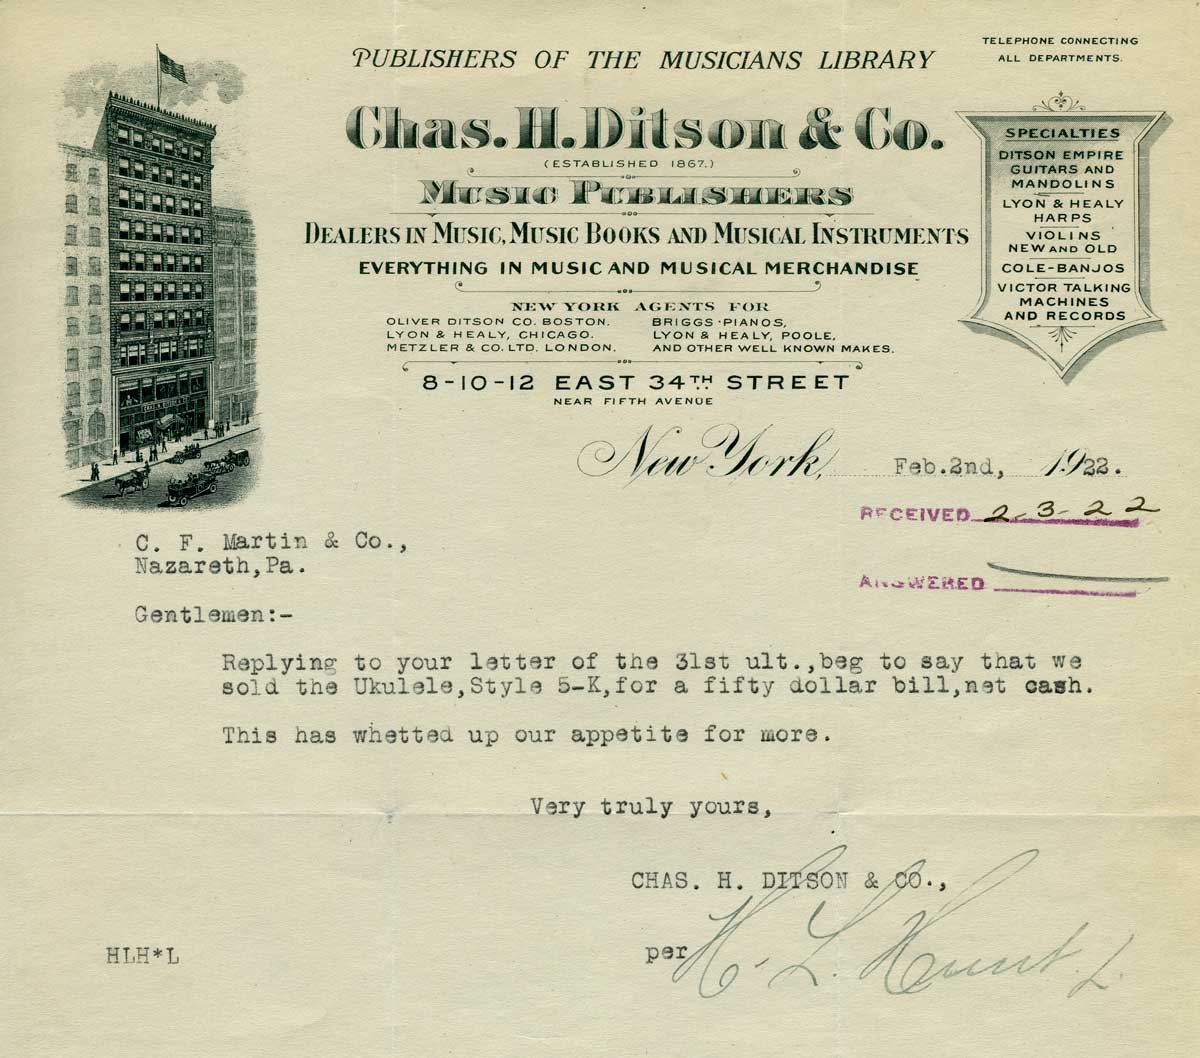 PUBLISHERS OF THE MUSICIANS LIBRARY
TELEPHONE CONNECTING
ALL DEPARTMENTS.
Chas. H. Ditson & Co.
(ESTABLISHED 1867.)
MUSIC PUBLISHERS
DEALERS IN MUSIC, MUSIC BOOKS AND MUSICAL INSTRUMENTS
EVERYTHING IN MUSIC AND MUSICAL MERCHANDISE
NEW YORK AGENTS FOR
OLIVER DITSON CO. BOSTON.
LYON & HEALY, CHICAGO.
METZLER & CO. LTD. LONDON.
BRIGGS PIANOS,
LYON & HEALY, POOLE,
AND OTHER WELL KNOWN MAKES.
8-10-12 EAST 34TH STREET
NEAR FIFTH AVENUE
SPECIALTIES
DITSON EMPIRE
GUITARS AND
MANDOLINS
LYON & HEALY
HARPS
VIOLINS
NEW AND OLD
COLE-BANJOS
VICTOR TALKING
MACHINES
AND RECORDS
CHAS. H. DITSON & CO.
New York, Feb.2nd, 1922.
RECEIVED 2-3-22
ANSWERED
C. F. Martin & Co.,
Nazareth,Pa.
Gentlemen:-
Replying to your letter of the 31st ult.,beg to say that we
sold the Ukulele,Style 5-K,for a fifty dollar bill,net cash.
This has whetted up our appetite for more.
Very truly yours,
CHAS. H. DITSON & CO.,
HLH*L
per H. L. Hunt L.